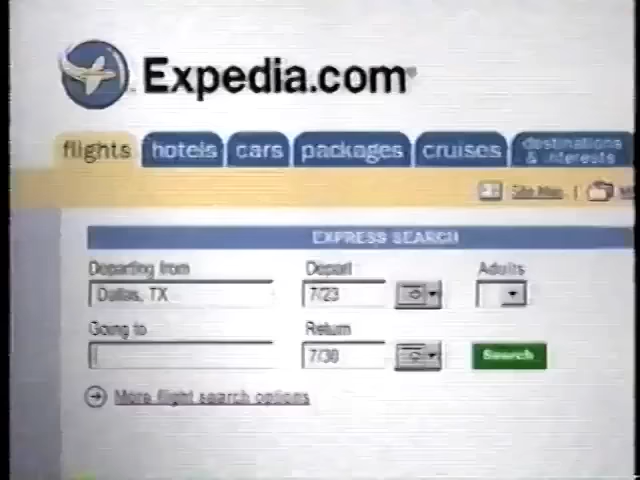 Expedia.com
flights hotels cars packages cruises destinations & interests
Site Map |
EXPRESS SEARCH
Departing from Depart Adults
Dallas, TX 7/23
Going to Return
7/30 Search
More flight search options